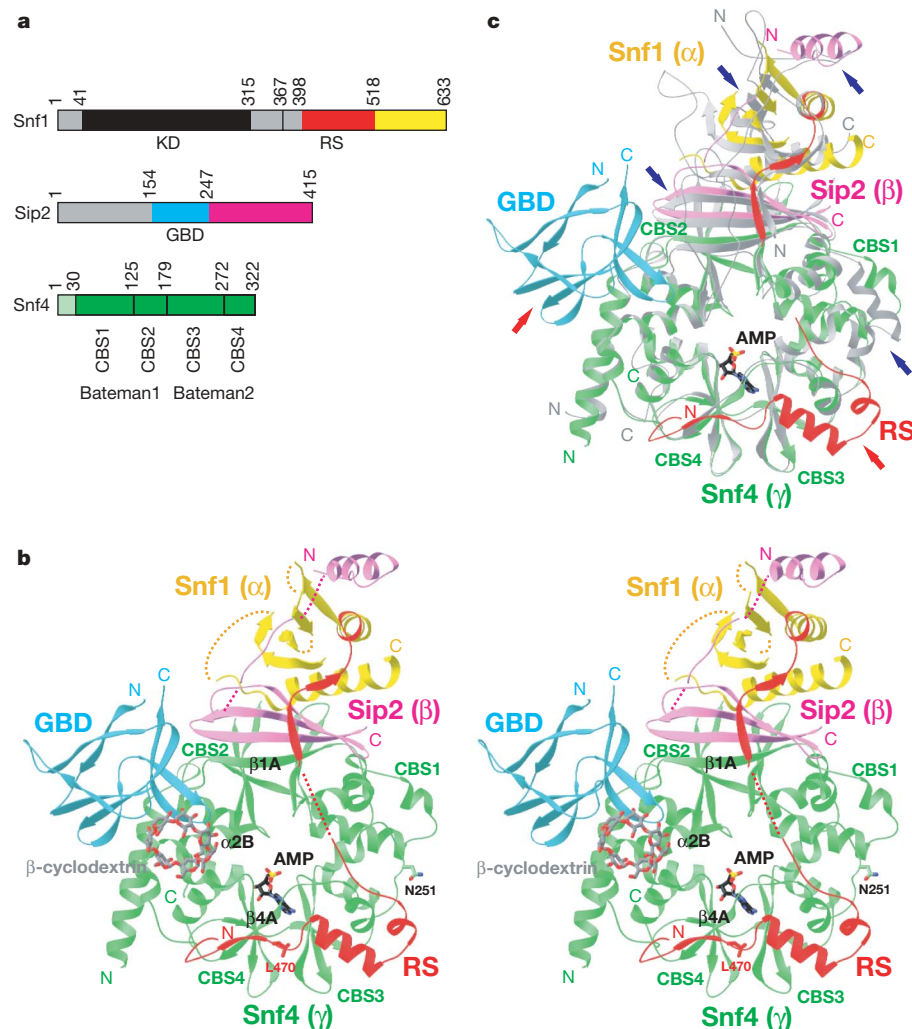 a
1
41
315
367
398
518
633
Snf1
KD
RS
1
154
247
415
Sip2
GBD
1
30
125
179
272
322
Snf4
CBS1
CBS2
CBS3
CBS4
Bateman1
Bateman2
c
N
N
Snf1 (α)
C
C
N
C
GBD
Sip2 (β)
CBS2
C
N
CBS1
AMP
C
N
C
N
RS
CBS4
CBS3
N
Snf4 (γ)
b
N
Snf1 (α)
C
N
C
GBD
Sip2 (β)
CBS2
C
β1A
CBS1
α2B
β-cyclodextrin
AMP
N251
C
β4A
N
RS
L470
N
CBS4
CBS3
Snf4 (γ)
N
Snf1 (α)
C
N
C
GBD
Sip2 (β)
CBS2
C
β1A
CBS1
α2B
β-cyclodextrin
AMP
N251
C
β4A
N
RS
L470
N
CBS4
CBS3
Snf4 (γ)